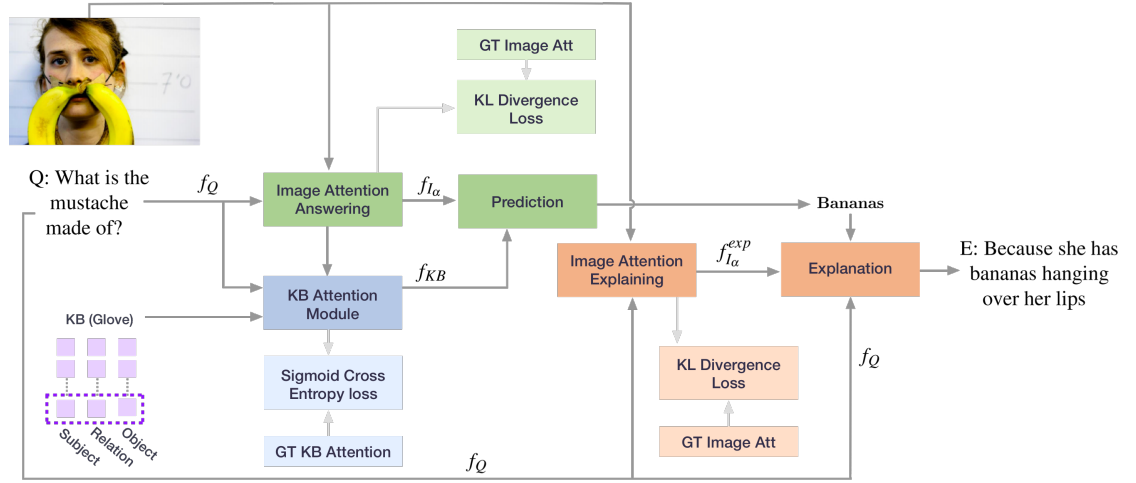 7'0
GT Image Att
KL Divergence
Loss
Q: What is the
mustache
made of?
f_Q
Image Attention
Answering
f_{I_α}
Prediction
Bananas
f_{KB}
KB Attention
Module
Image Attention
Explaining
f_{I_α}^{exp}
Explanation
E: Because she has
bananas hanging
over her lips
KB (Glove)
Subject
Relation
Object
Sigmoid Cross
Entropy loss
GT KB Attention
KL Divergence
Loss
GT Image Att
f_Q
f_Q